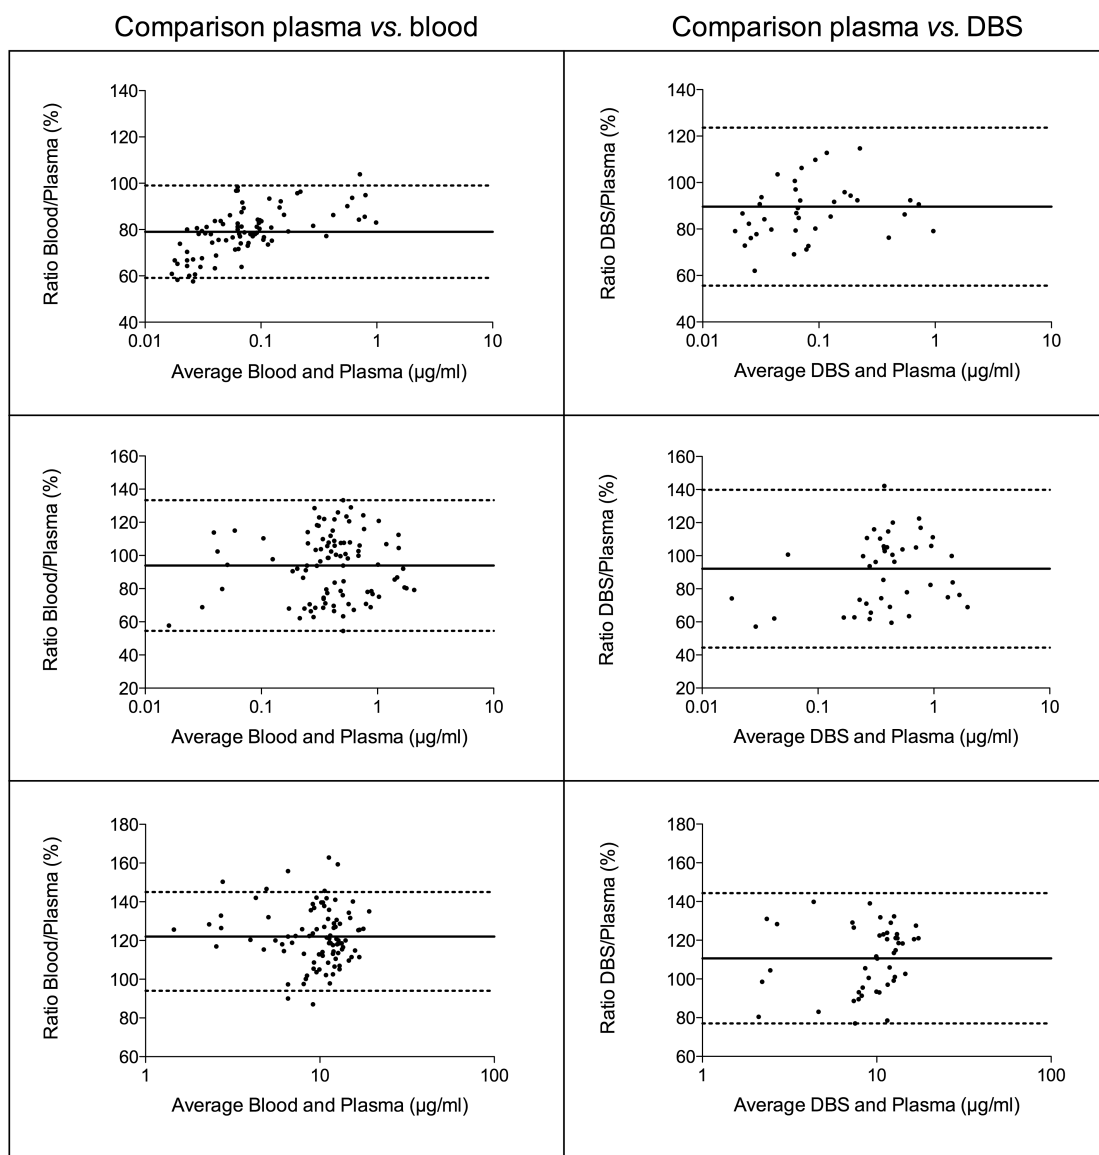 Comparison plasma vs. blood
Comparison plasma vs. DBS
Ratio Blood/Plasma (%)
140
120
100
80
60
40
0.01 0.1 1 10
Average Blood and Plasma (µg/ml)
Ratio DBS/Plasma (%)
140
120
100
80
60
40
0.01 0.1 1 10
Average DBS and Plasma (µg/ml)
Ratio Blood/Plasma (%)
160
140
120
100
80
60
40
20
0.01 0.1 1 10
Average Blood and Plasma (µg/ml)
Ratio DBS/Plasma (%)
160
140
120
100
80
60
40
20
0.01 0.1 1 10
Average DBS and Plasma (µg/ml)
Ratio Blood/Plasma (%)
180
160
140
120
100
80
60
1 10 100
Average Blood and Plasma (µg/ml)
Ratio DBS/Plasma (%)
180
160
140
120
100
80
60
1 10 100
Average DBS and Plasma (µg/ml)